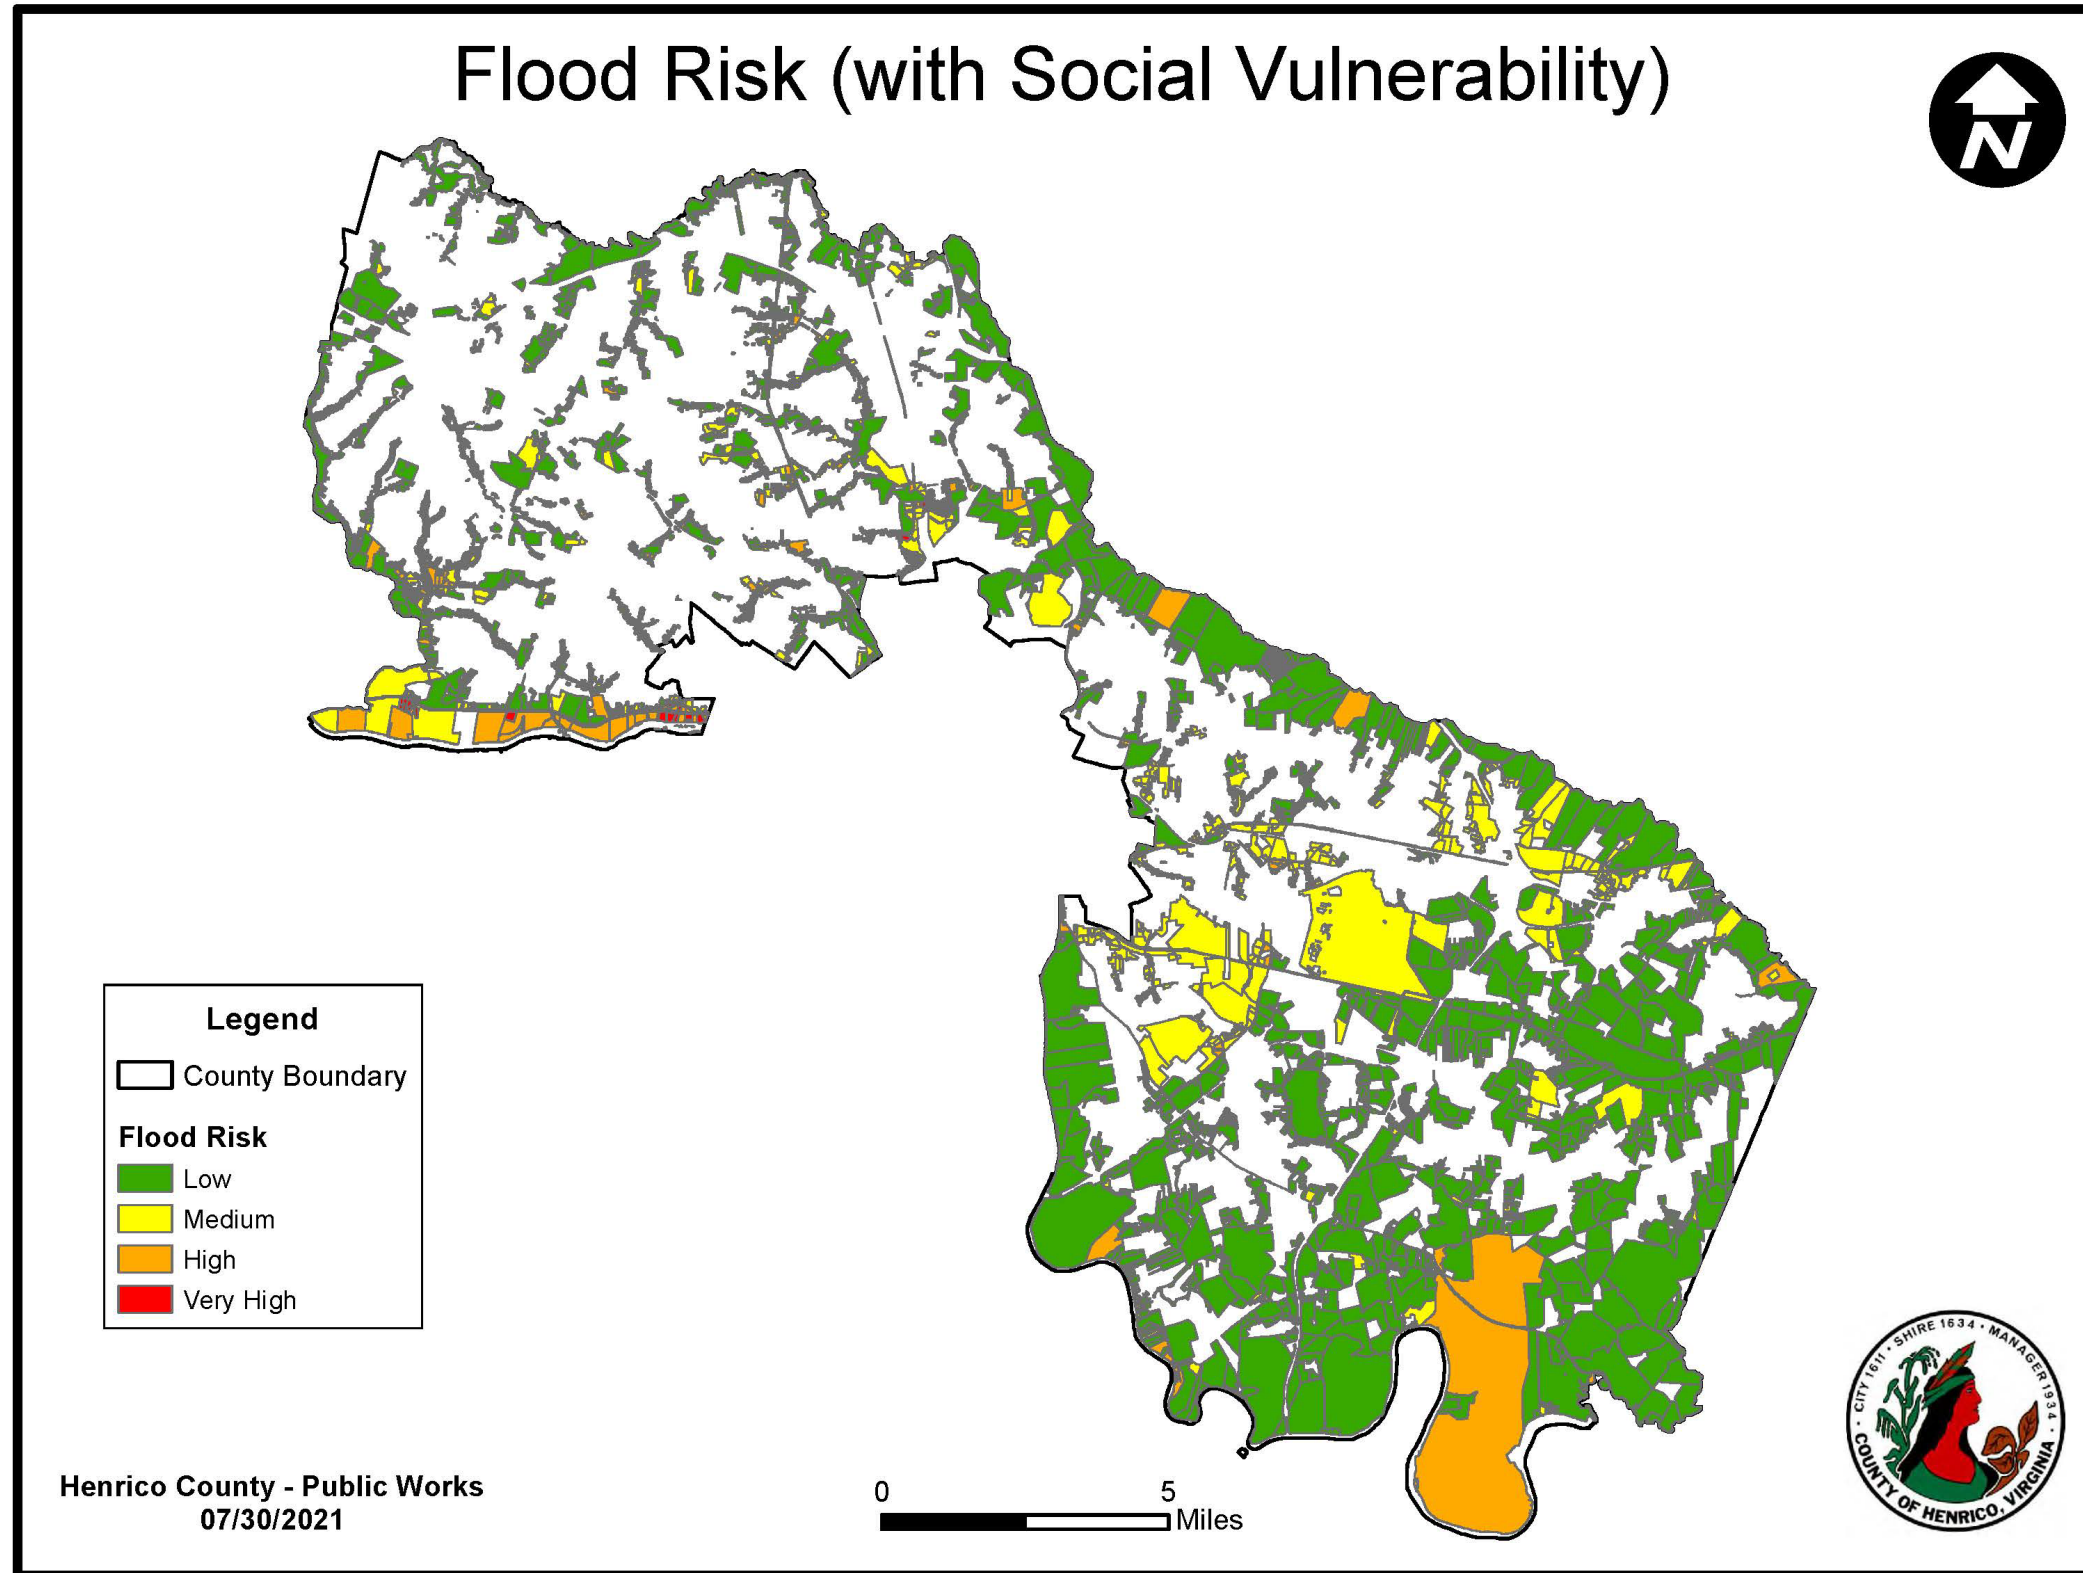 Flood Risk (with Social Vulnerability)
N
Legend
County Boundary
Flood Risk
Low
Medium
High
Very High
Henrico County - Public Works
07/30/2021
0 5
Miles
CITY 1611 · SHIRE 1634 · MANAGER 1934
COUNTY OF HENRICO, VIRGINIA